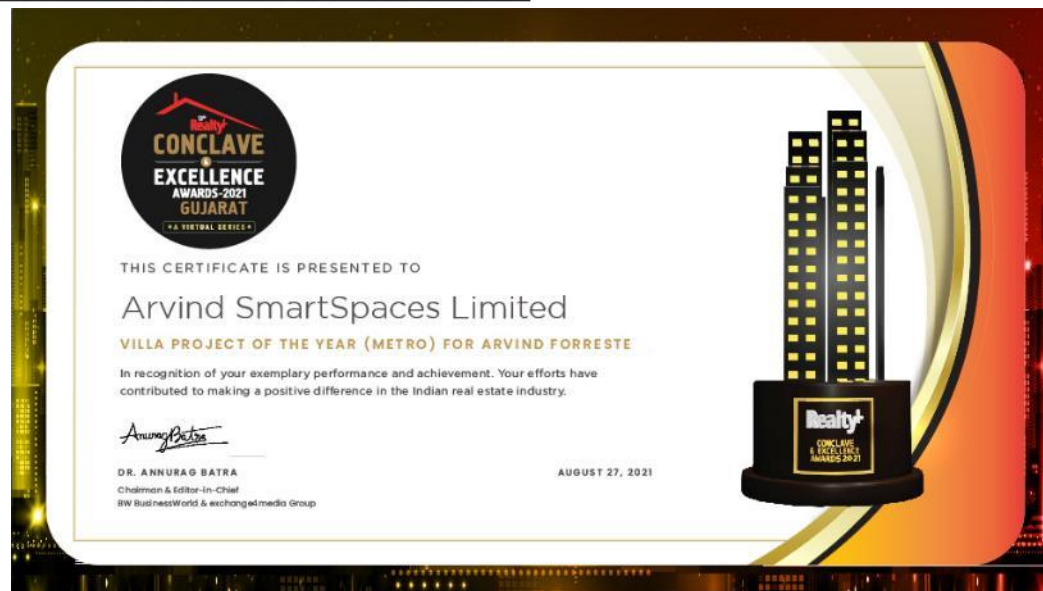 Realty+
CONCLAVE
&
EXCELLENCE
AWARDS-2021
GUJARAT
A VIRTUAL SERIES
THIS CERTIFICATE IS PRESENTED TO
Arvind SmartSpaces Limited
VILLA PROJECT OF THE YEAR (METRO) FOR ARVIND FORRESTE
In recognition of your exemplary performance and achievement. Your efforts have
contributed to making a positive difference in the Indian real estate industry.
Anurag Batra
DR. ANNURAG BATRA
AUGUST 27, 2021
Chairman & Editor-in-Chief
BW BusinessWorld & exchange4media Group
Realty+
CONCLAVE
& EXCELLENCE
AWARDS 2021